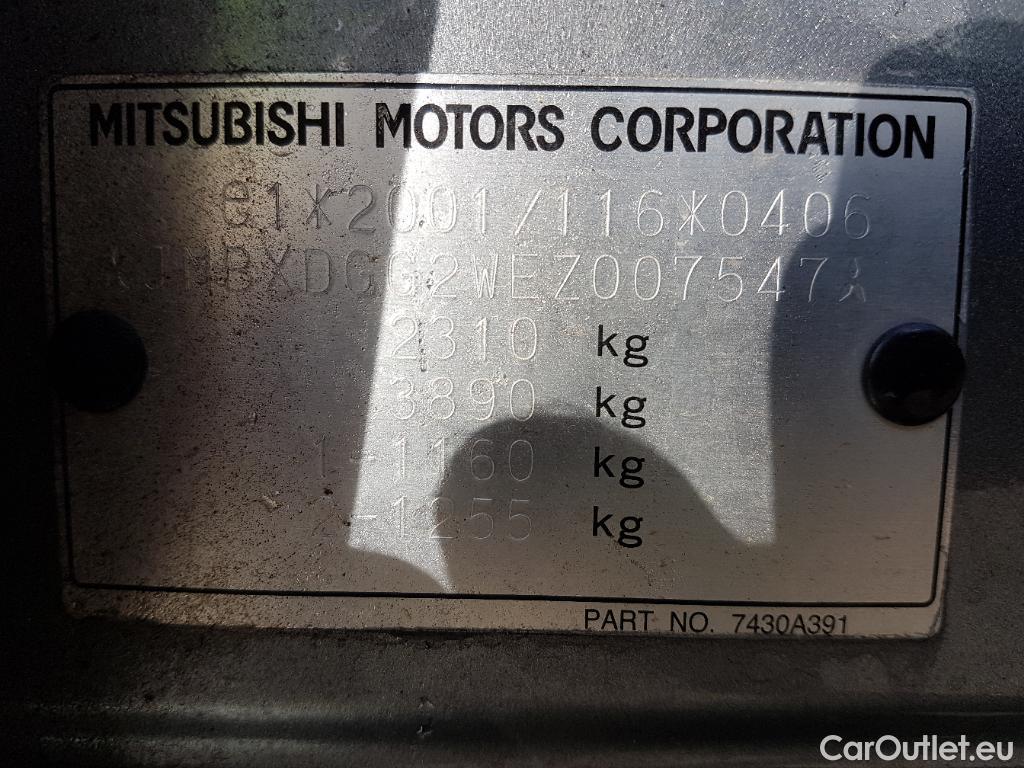 MITSUBISHI MOTORS CORPORATION
e1*2001/116*0406
*JMBXDGG2WEZ007547*
2310 kg
3890 kg
1-1160 kg
2-1255 kg
PART NO. 7430A391
CarOutlet.eu